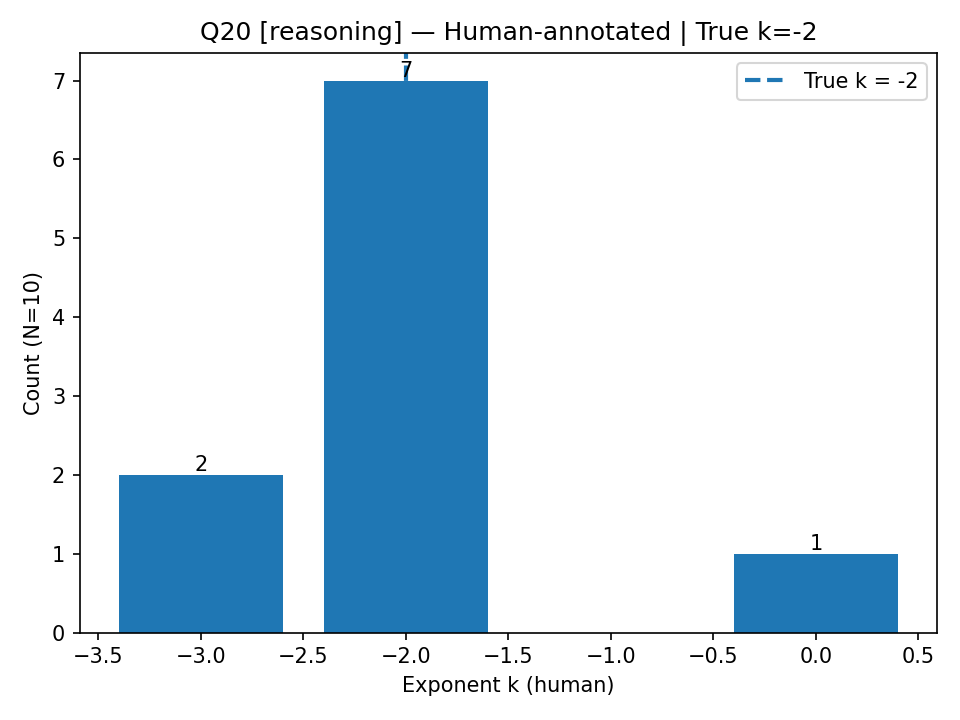 Q20 [reasoning] — Human-annotated | True k=-2
True k = -2
Count (N=10)
7
6
5
4
3
2
1
0
2
7
1
−3.5 −3.0 −2.5 −2.0 −1.5 −1.0 −0.5 0.0 0.5
Exponent k (human)